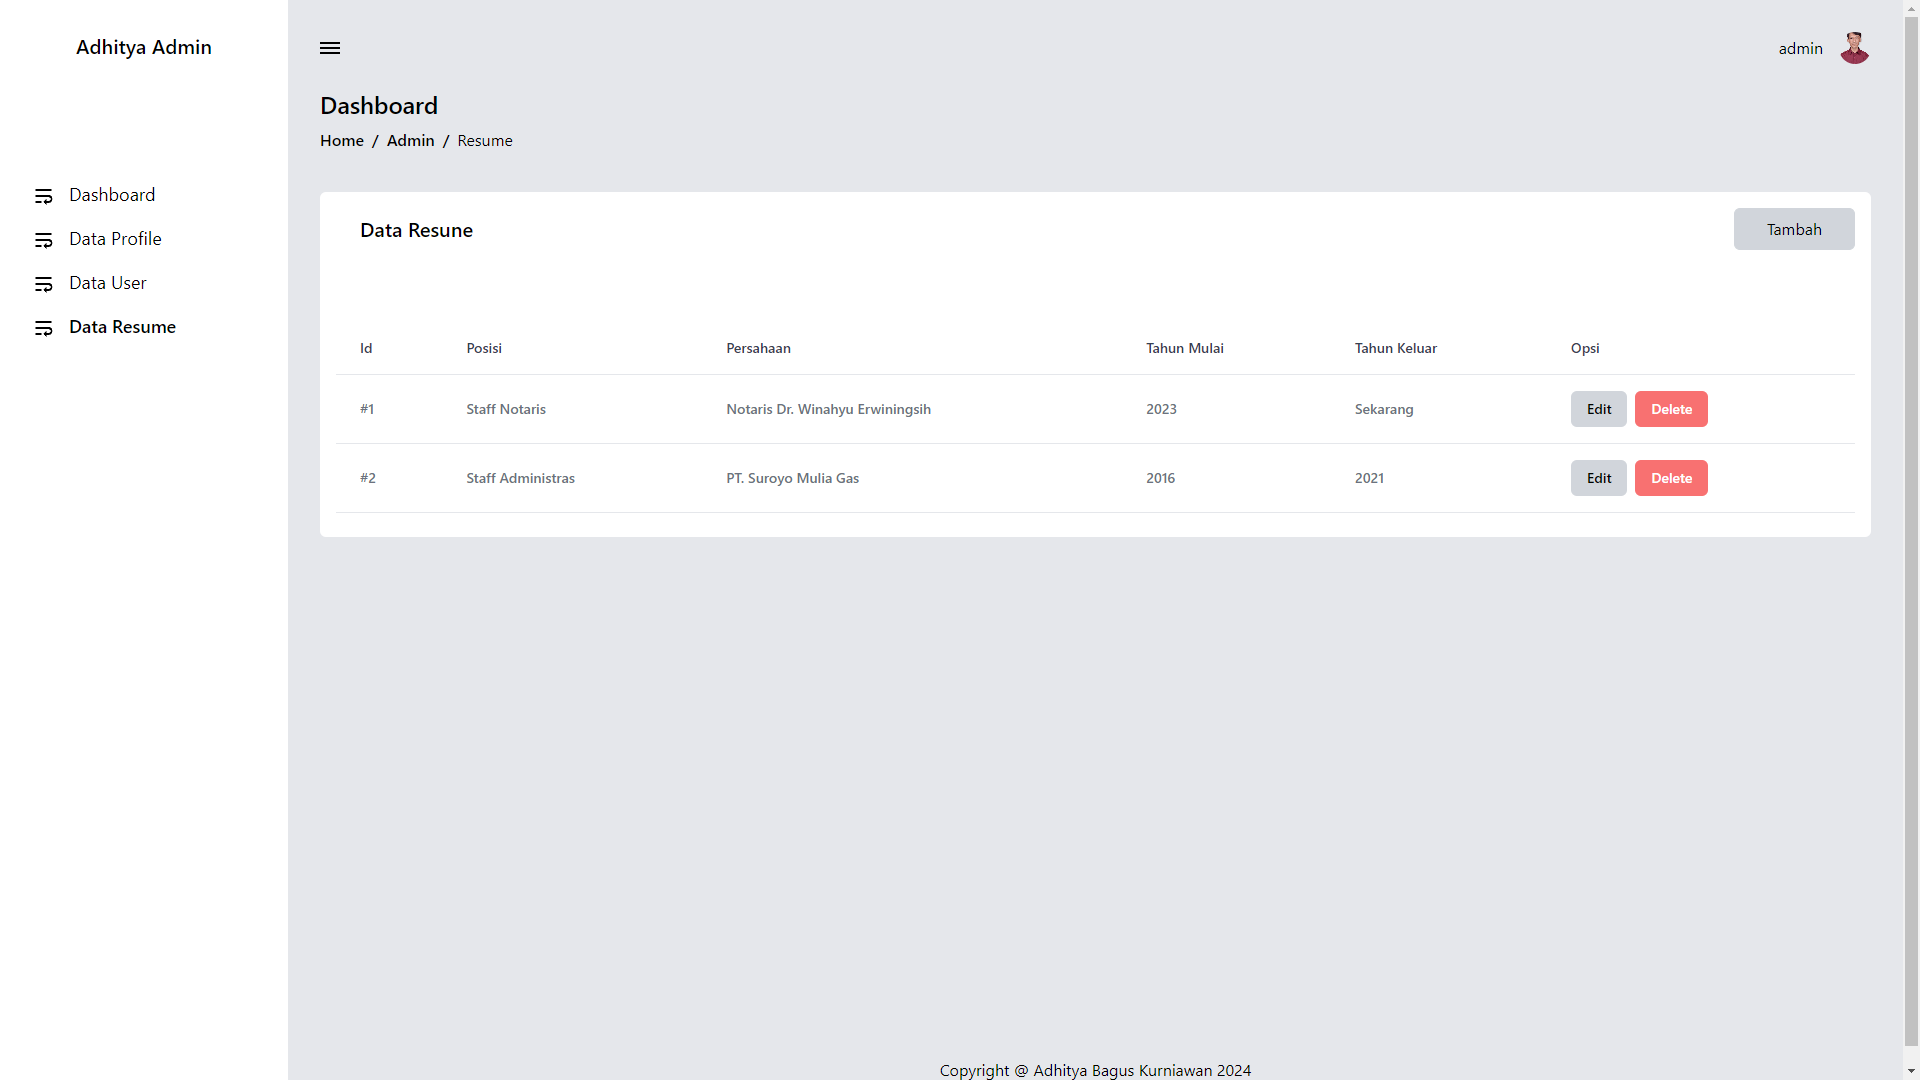 Adhitya Admin
admin
Dashboard
Home / Admin / Resume
Dashboard
Data Profile
Data User
Data Resume
Data Resune
Tambah
Id Posisi Persahaan Tahun Mulai Tahun Keluar Opsi
#1 Staff Notaris Notaris Dr. Winahyu Erwiningsih 2023 Sekarang Edit Delete
#2 Staff Administras PT. Suroyo Mulia Gas 2016 2021 Edit Delete
Copyright @ Adhitya Bagus Kurniawan 2024